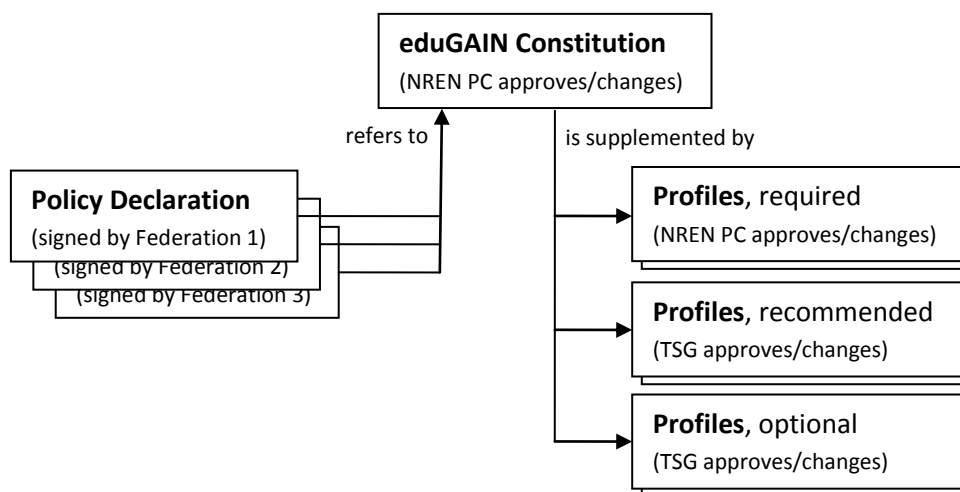 eduGAIN Constitution
(NREN PC approves/changes)
refers to
is supplemented by
Policy Declaration
(signed by Federation 1)
(signed by Federation 2)
(signed by Federation 3)
Profiles, required
(NREN PC approves/changes)
Profiles, recommended
(TSG approves/changes)
Profiles, optional
(TSG approves/changes)